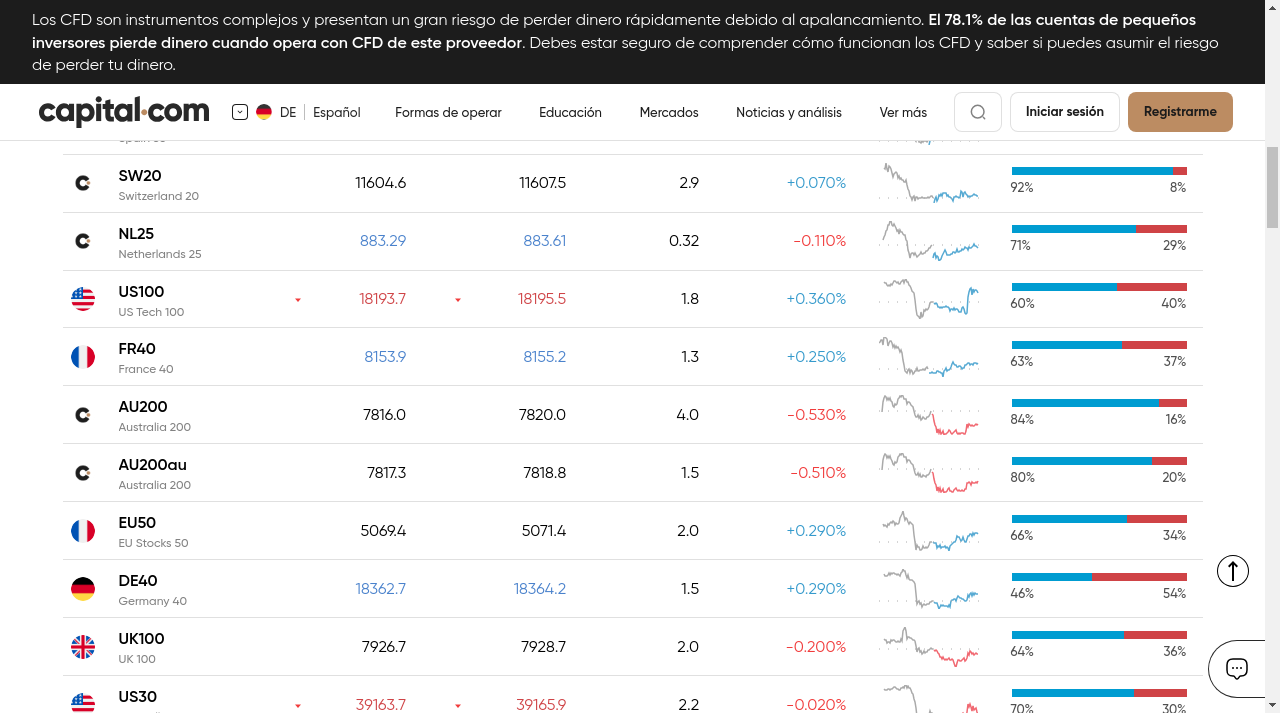 Los CFD son instrumentos complejos y presentan un gran riesgo de perder dinero rápidamente debido al apalancamiento. El 78.1% de las cuentas de pequeños
inversores pierde dinero cuando opera con CFD de este proveedor. Debes estar seguro de comprender cómo funcionan los CFD y saber si puedes asumir el riesgo
de perder tu dinero.
capital.com DE Español Formas de operar Educación Mercados Noticias y análisis Ver más Iniciar sesión Registrarme
SW20 11604.6 11607.5 2.9 +0.070%
Switzerland 20 92% 8%
NL25 883.29 883.61 0.32 -0.110%
Netherlands 25 71% 29%
US100 18193.7 18195.5 1.8 +0.360%
US Tech 100 60% 40%
FR40 8153.9 8155.2 1.3 +0.250%
France 40 63% 37%
AU200 7816.0 7820.0 4.0 -0.530%
Australia 200 84% 16%
AU200au 7817.3 7818.8 1.5 -0.510%
Australia 200 80% 20%
EU50 5069.4 5071.4 2.0 +0.290%
EU Stocks 50 66% 34%
DE40 18362.7 18364.2 1.5 +0.290%
Germany 40 46% 54%
UK100 7926.7 7928.7 2.0 -0.200%
UK 100 64% 36%
US30 39163.7 39165.9 2.2 -0.020%
70% 30%